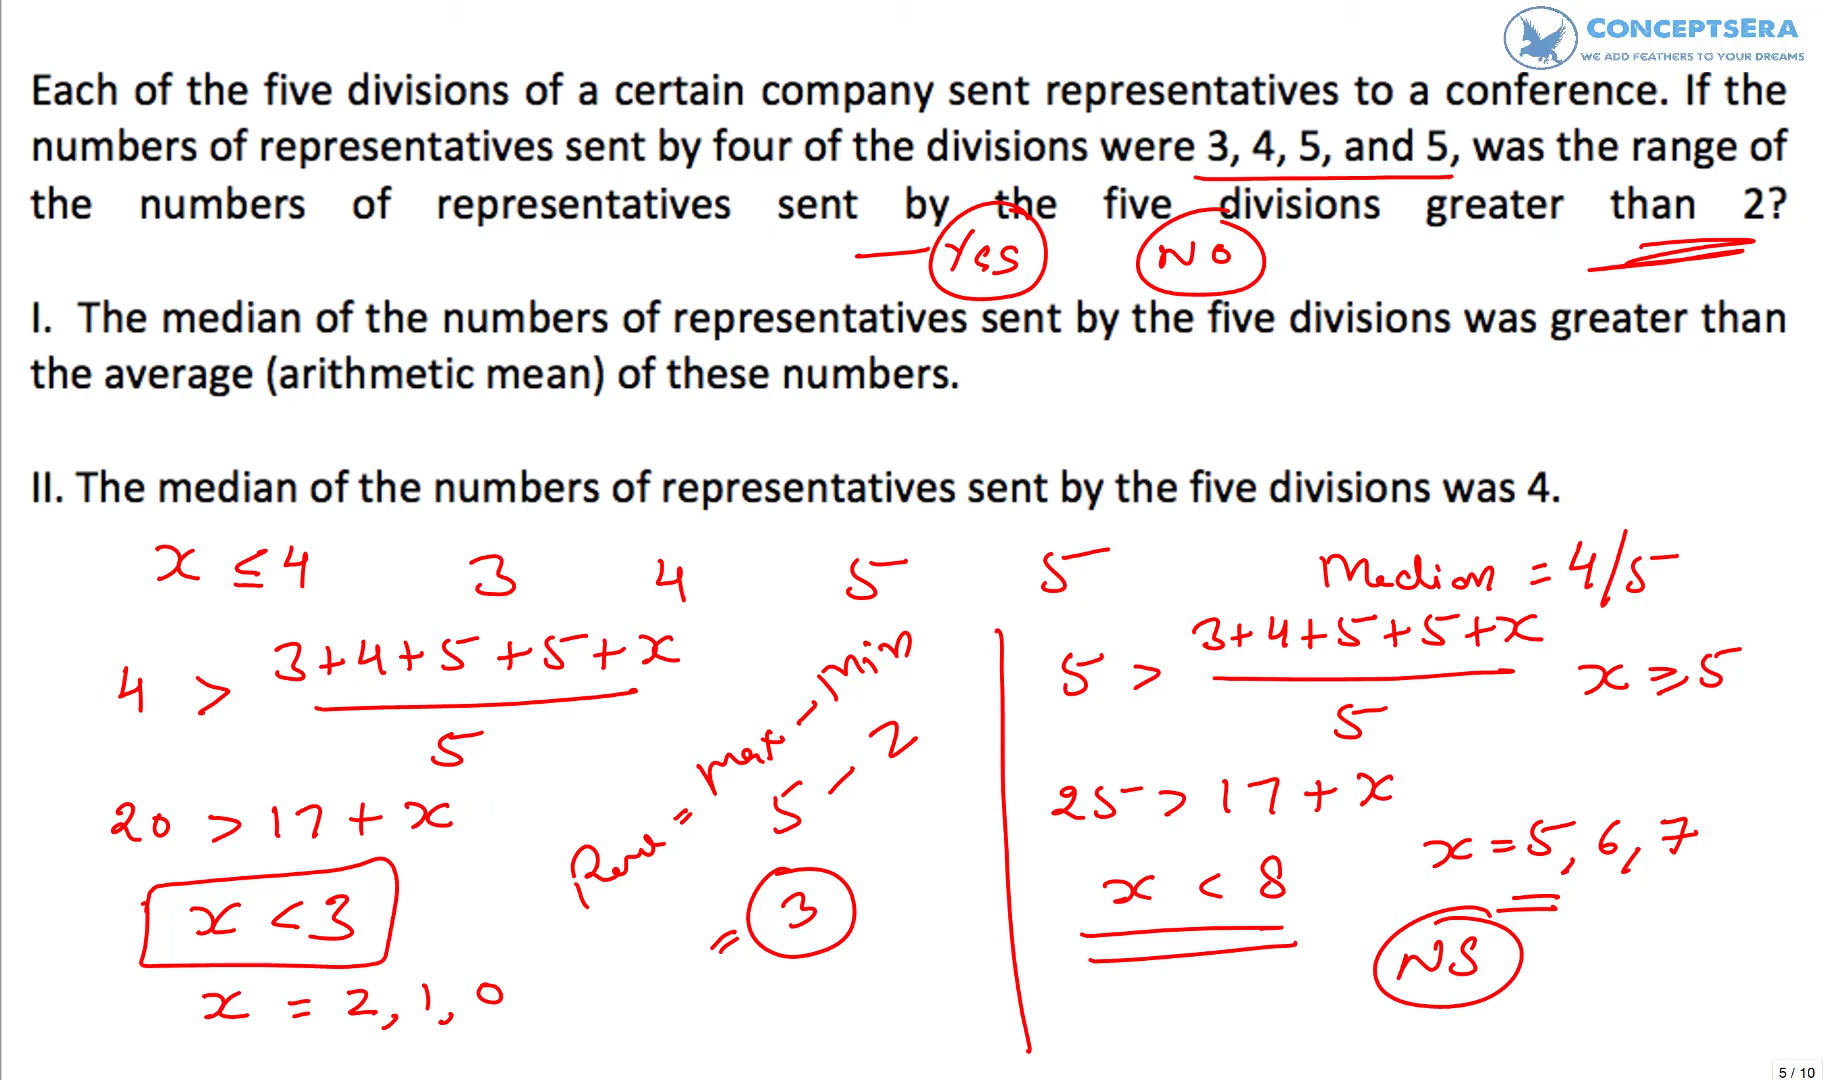 CONCEPTSERA
WE ADD FEATHERS TO YOUR DREAMS
Each of the five divisions of a certain company sent representatives to a conference. If the
numbers of representatives sent by four of the divisions were 3, 4, 5, and 5, was the range of
the numbers of representatives sent by the five divisions greater than 2?
Yes NO
I. The median of the numbers of representatives sent by the five divisions was greater than
the average (arithmetic mean) of these numbers.
II. The median of the numbers of representatives sent by the five divisions was 4.
x ≤ 4 3 4 5 5 Median = 4/5
4 > 3+4+5+5+x
5
20 > 17 + x
x < 3
x = 2, 1, 0
= max - min
5 - 2
= 3
5 > 3+4+5+5+x x ≥ 5
5
25 > 17 + x
x = 5, 6, 7
x < 8
NS
5 / 10